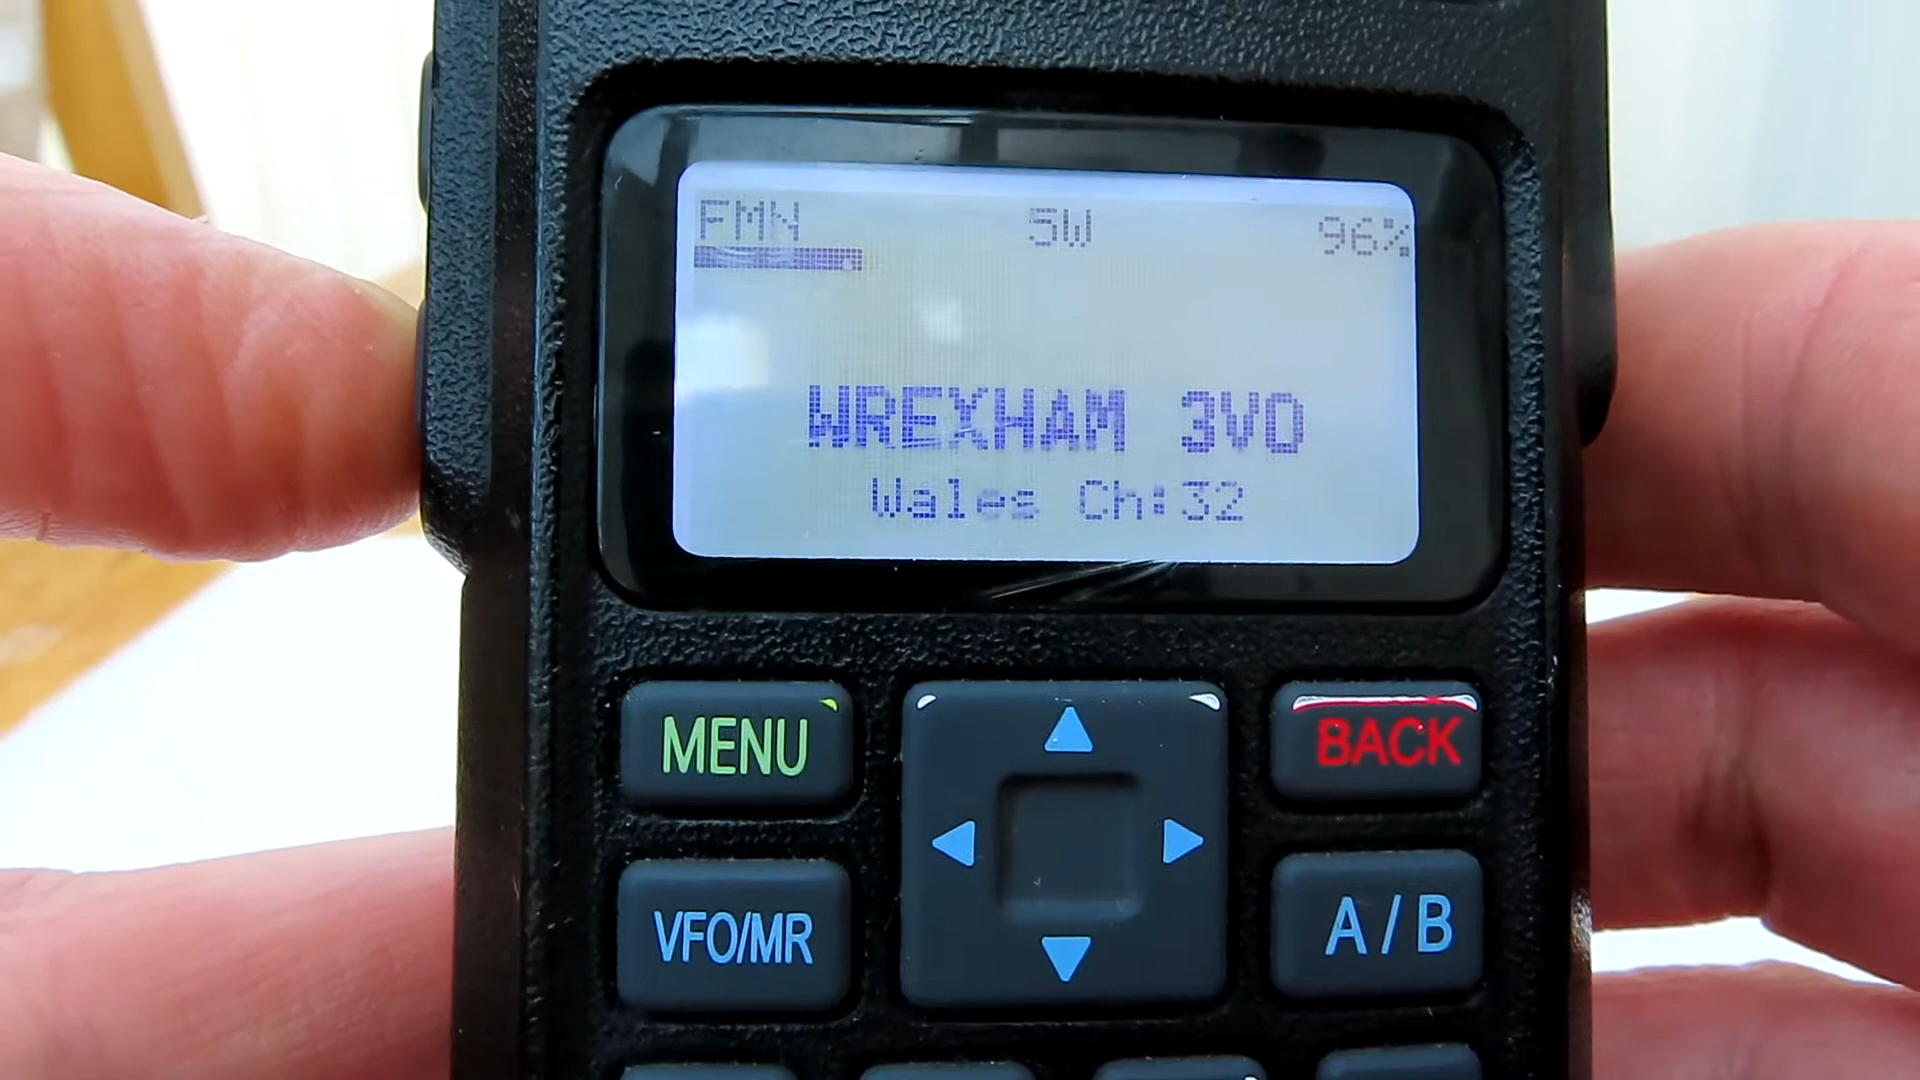 FMN 5W 96%
WREXHAM 3VO
Wales Ch:32
MENU BACK
VFO/MR A/B